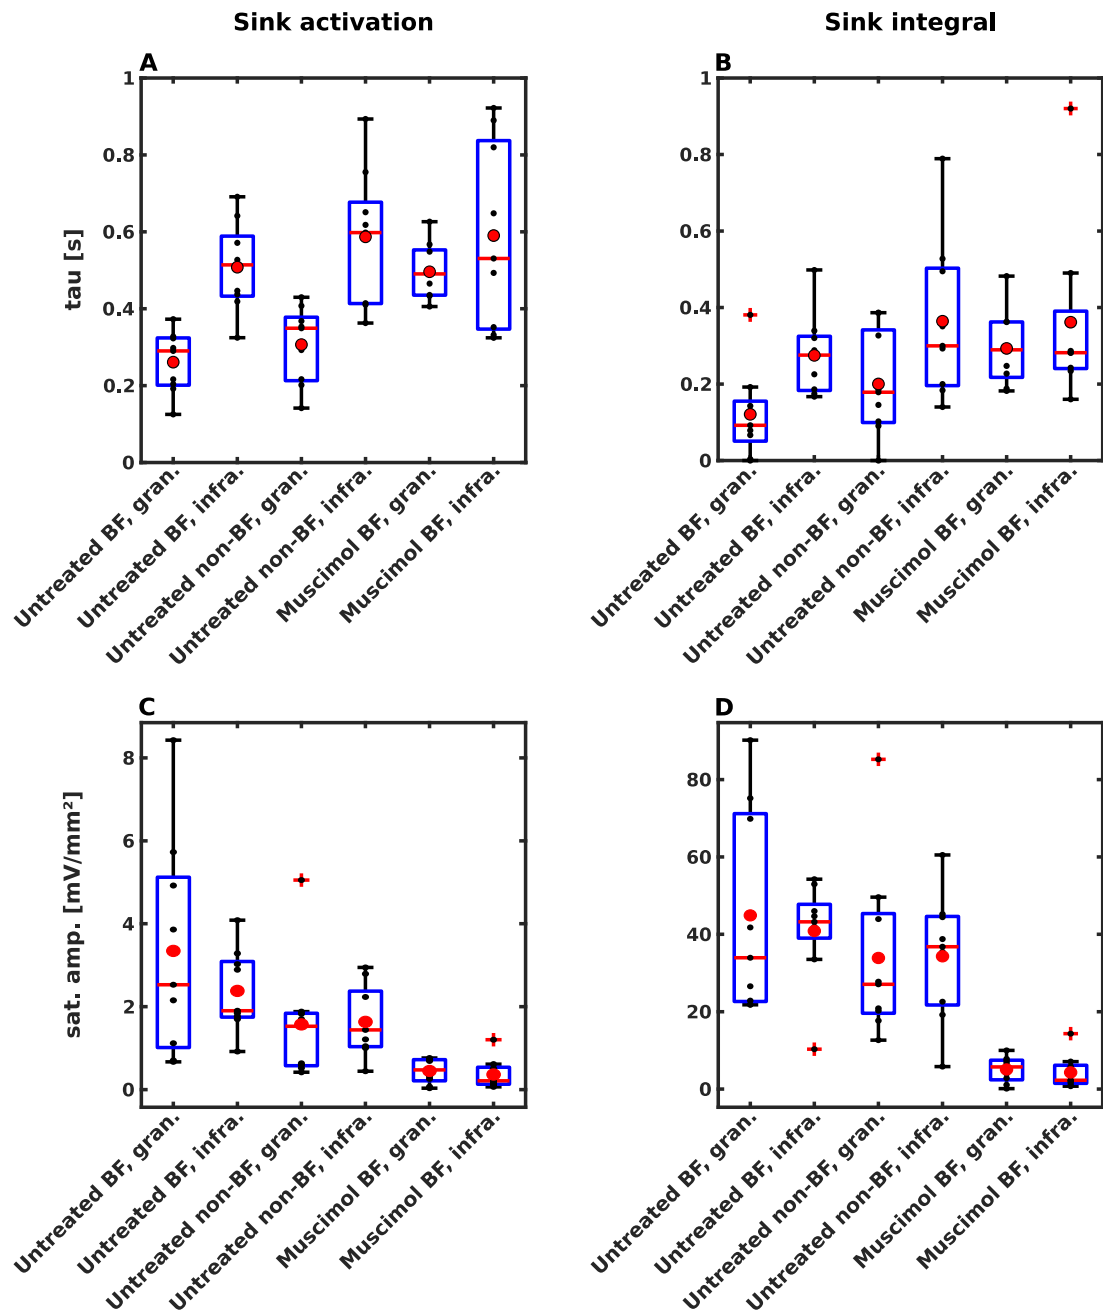 Sink activation
Sink integral
A
B
tau [s]
1
0.8
0.6
0.4
0.2
0
1
0.8
0.6
0.4
0.2
0
Untreated BF, gran.
Untreated BF, infra.
Untreated non-BF, gran.
Untreated non-BF, infra.
Muscimol BF, gran.
Muscimol BF, infra.
Untreated BF, gran.
Untreated BF, infra.
Untreated non-BF, gran.
Untreated non-BF, infra.
Muscimol BF, gran.
Muscimol BF, infra.
C
D
sat. amp. [mV/mm²]
8
6
4
2
0
80
60
40
20
0
Untreated BF, gran.
Untreated BF, infra.
Untreated non-BF, gran.
Untreated non-BF, infra.
Muscimol BF, gran.
Muscimol BF, infra.
Untreated BF, gran.
Untreated BF, infra.
Untreated non-BF, gran.
Untreated non-BF, infra.
Muscimol BF, gran.
Muscimol BF, infra.